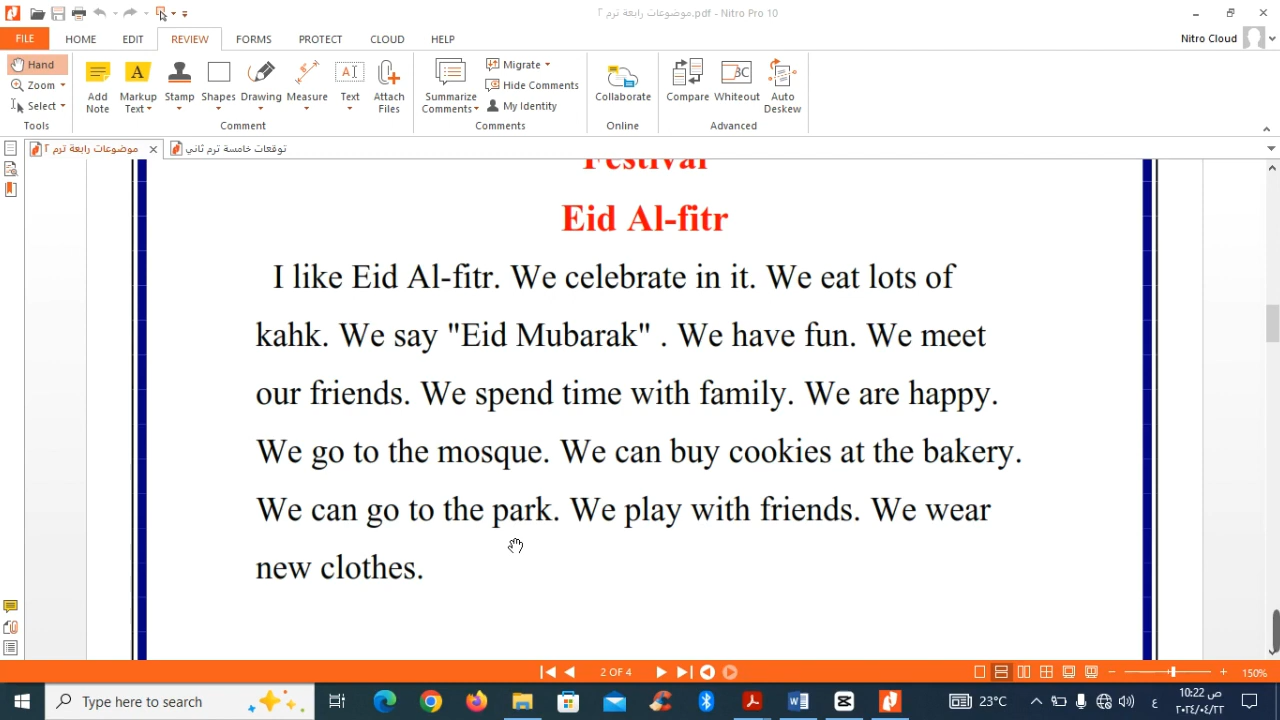 موضوعات رابعة ترم ٢.pdf - Nitro Pro 10
FILE HOME EDIT REVIEW FORMS PROTECT CLOUD HELP
Nitro Cloud
Hand
Zoom
Select
Tools
Add Note
Markup Text
Stamp
Shapes
Drawing
Measure
Text
Attach Files
Comment
Summarize Comments
Migrate
Hide Comments
My Identity
Comments
Collaborate
Online
Compare
Whiteout
Auto Deskew
Advanced
موضوعات رابعة ترم ٢
توقعات خامسة ترم ثاني
Festival
Eid Al-fitr
I like Eid Al-fitr. We celebrate in it. We eat lots of
kahk. We say "Eid Mubarak" . We have fun. We meet
our friends. We spend time with family. We are happy.
We go to the mosque. We can buy cookies at the bakery.
We can go to the park. We play with friends. We wear
new clothes.
2 OF 4
150%
Type here to search
23°C
ع
10:22 ص
٢٠٢٤/٠٤/٢٦